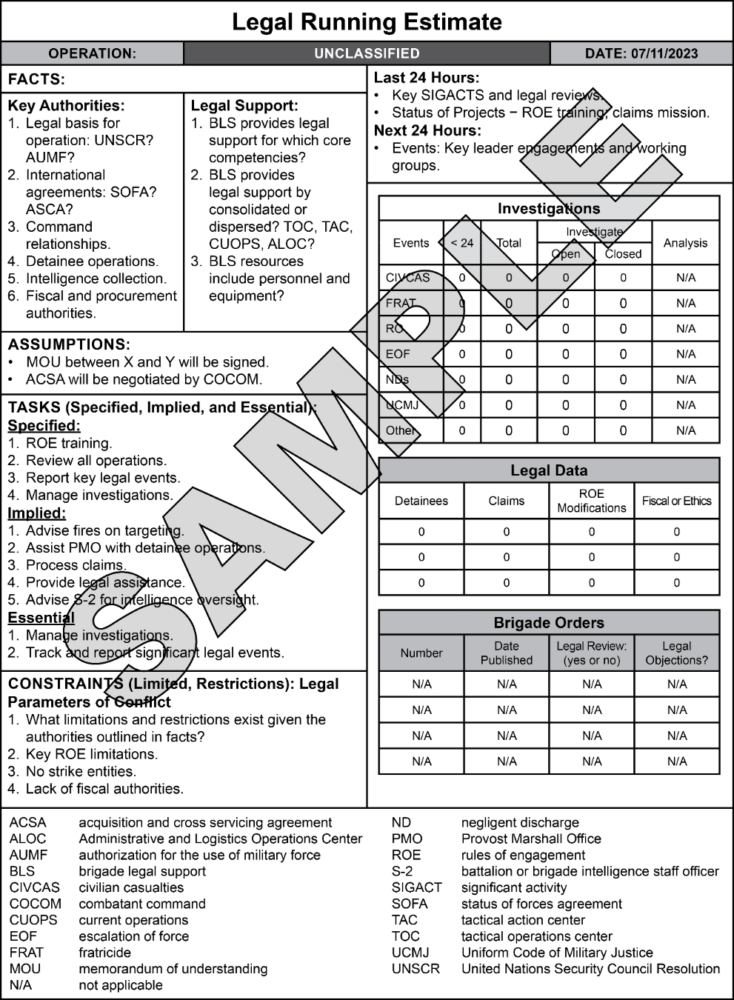 Legal Running Estimate
OPERATION:
UNCLASSIFIED
DATE: 07/11/2023
FACTS:
Key Authorities:
1. Legal basis for
operation: UNSCR?
AUMF?
2. International
agreements: SOFA?
ASCA?
3. Command
relationships.
4. Detainee operations.
5. Intelligence collection.
6. Fiscal and procurement
authorities.
Legal Support:
1. BLS provides legal
support for which core
competencies?
2. BLS provides
legal support by
consolidated or
dispersed? TOC, TAC,
CUOPS, ALOC?
3. BLS resources
include personnel and
equipment?
ASSUMPTIONS:
• MOU between X and Y will be signed.
• ACSA will be negotiated by COCOM.
TASKS (Specified, Implied, and Essential):
Specified:
1. ROE training.
2. Review all operations.
3. Report key legal events.
4. Manage investigations.
Implied:
1. Advise fires on targeting.
2. Assist PMO with detainee operations.
3. Process claims.
4. Provide legal assistance.
5. Advise S-2 for intelligence oversight.
Essential
1. Manage investigations.
2. Track and report significant legal events.
CONSTRAINTS (Limited, Restrictions): Legal
Parameters of Conflict
1. What limitations and restrictions exist given the
authorities outlined in facts?
2. Key ROE limitations.
3. No strike entities.
4. Lack of fiscal authorities.
Last 24 Hours:
• Key SIGACTS and legal reviews.
• Status of Projects – ROE training; claims mission.
Next 24 Hours:
• Events: Key leader engagements and working
groups.
Investigations
Events < 24 Total Investigate Analysis
Open Closed
CIVCAS 0 0 0 0 N/A
FRAT 0 0 0 0 N/A
RO 0 0 0 0 N/A
EOF 0 0 0 0 N/A
NDs 0 0 0 0 N/A
UCMJ 0 0 0 0 N/A
Other 0 0 0 0 N/A
Legal Data
Detainees Claims ROE Modifications Fiscal or Ethics
0 0 0 0
0 0 0 0
0 0 0 0
Brigade Orders
Number Date Published Legal Review: (yes or no) Legal Objections?
N/A N/A N/A N/A
N/A N/A N/A N/A
N/A N/A N/A N/A
N/A N/A N/A N/A
SAMPLE
ACSA acquisition and cross servicing agreement
ALOC Administrative and Logistics Operations Center
AUMF authorization for the use of military force
BLS brigade legal support
CIVCAS civilian casualties
COCOM combatant command
CUOPS current operations
EOF escalation of force
FRAT fratricide
MOU memorandum of understanding
N/A not applicable
ND negligent discharge
PMO Provost Marshall Office
ROE rules of engagement
S-2 battalion or brigade intelligence staff officer
SIGACT significant activity
SOFA status of forces agreement
TAC tactical action center
TOC tactical operations center
UCMJ Uniform Code of Military Justice
UNSCR United Nations Security Council Resolution